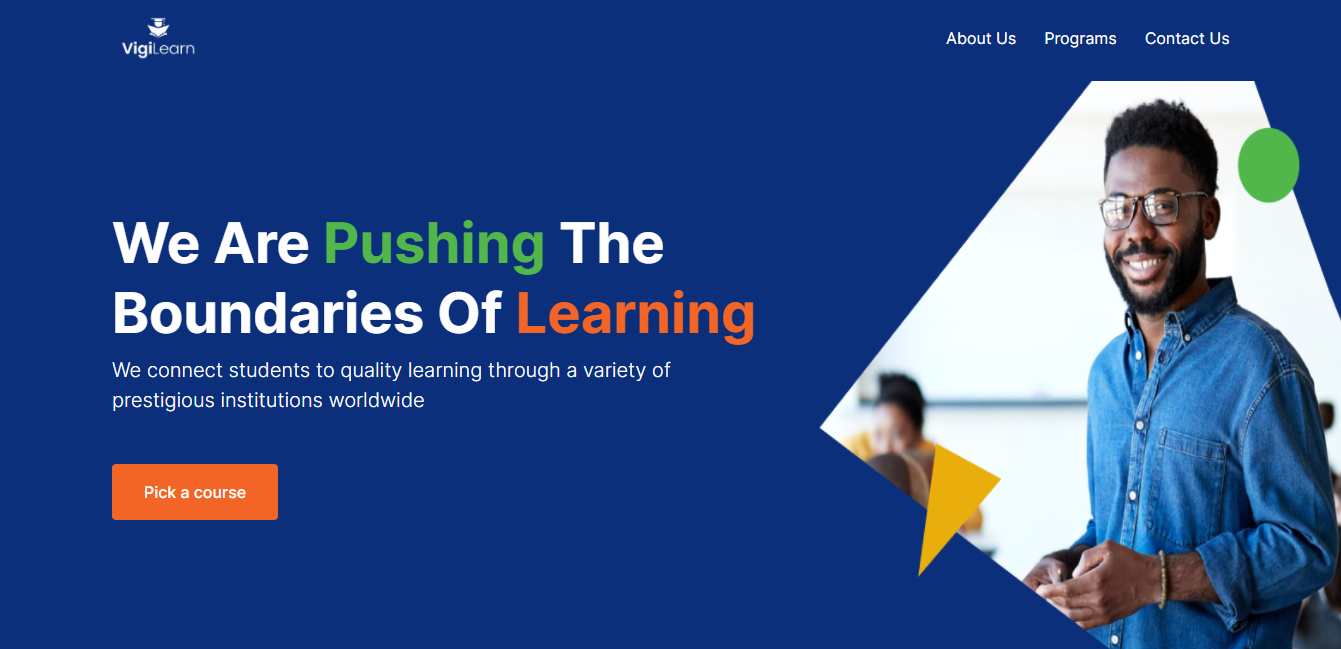 VigiLearn
About Us
Programs
Contact Us
We Are Pushing The
Boundaries Of Learning
We connect students to quality learning through a variety of
prestigious institutions worldwide
Pick a course